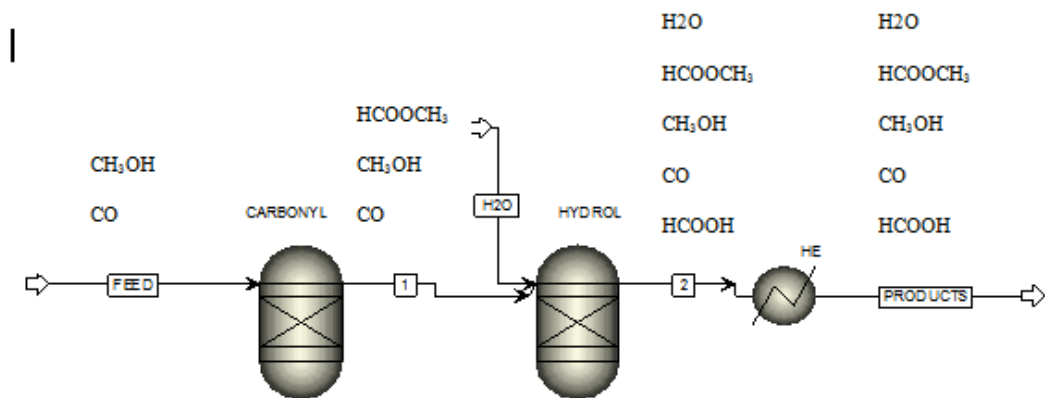 CH₃OH
CO
CARBONYL
FEED
HCOOCH₃
CH₃OH
CO
1
H2O
HYDROL
H2O
HCOOCH₃
CH₃OH
CO
HCOOH
2
HE
H2O
HCOOCH₃
CH₃OH
CO
HCOOH
PRODUCTS